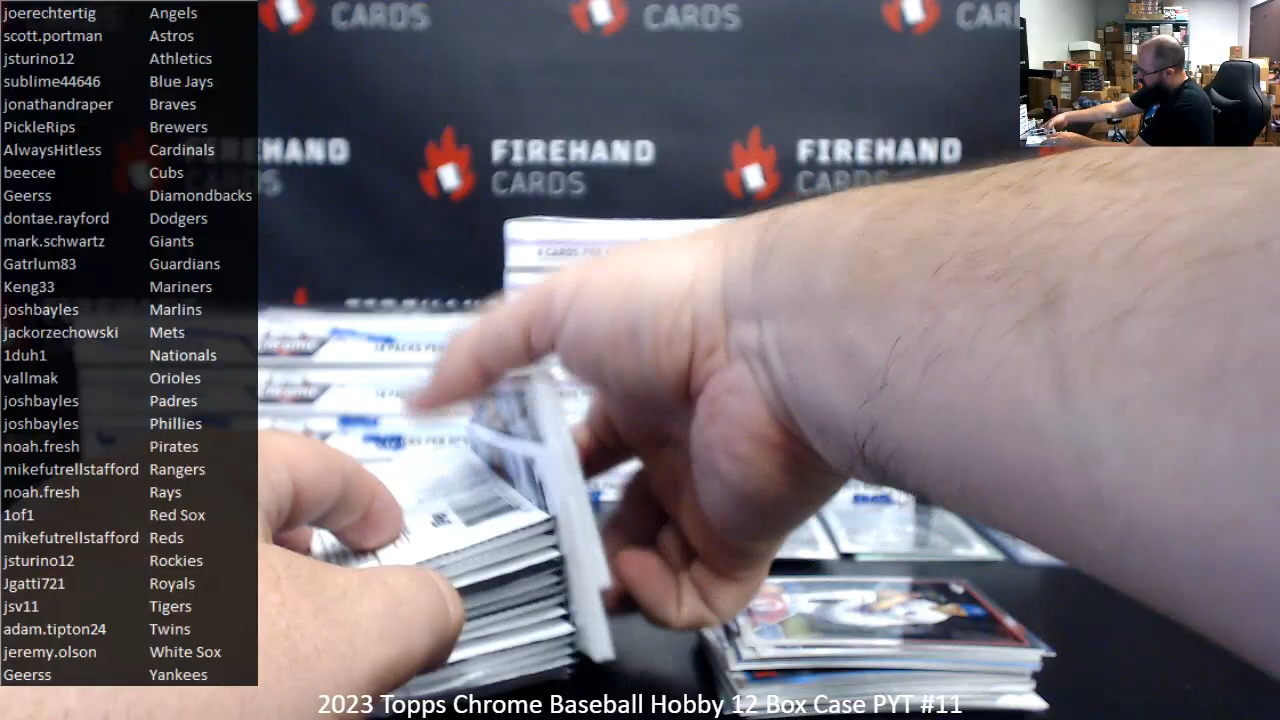 joerechtertig Angels
scott.portman Astros
jsturino12 Athletics
sublime44646 Blue Jays
jonathandraper Braves
PickleRips Brewers
AlwaysHitless Cardinals
beecee Cubs
Geerss Diamondbacks
dontae.rayford Dodgers
mark.schwartz Giants
Gatrlum83 Guardians
Keng33 Mariners
joshbayles Marlins
jackorzechowski Mets
1duh1 Nationals
vallmak Orioles
joshbayles Padres
joshbayles Phillies
noah.fresh Pirates
mikefutrellstafford Rangers
noah.fresh Rays
1of1 Red Sox
mikefutrellstafford Reds
jsturino12 Rockies
Jgatti721 Royals
jsv11 Tigers
adam.tipton24 Twins
jeremy.olson White Sox
Geerss Yankees
CARDS
CARDS
FIREHAND
CARDS
FIREHAND
CARDS
4 CARDS PER
2023 Topps Chrome Baseball Hobby 12 Box Case PYT #11